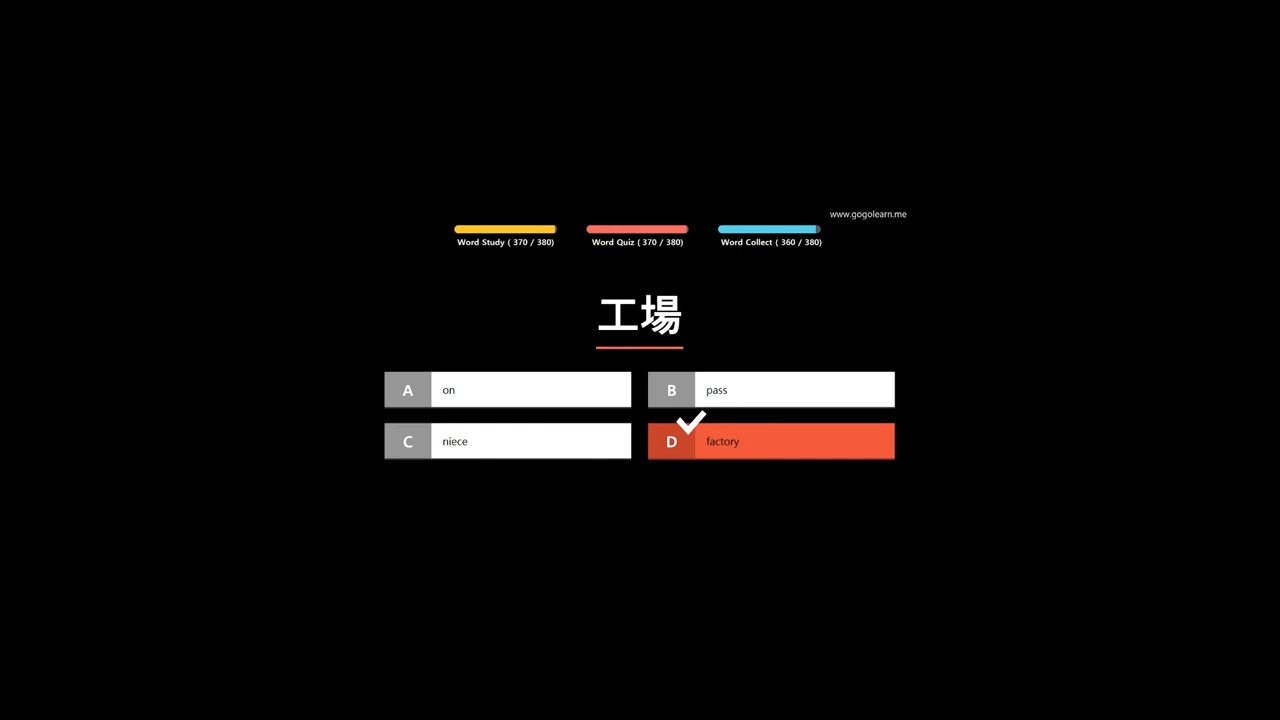 www.gogolearn.me
Word Study ( 370 / 380)
Word Quiz ( 370 / 380)
Word Collect ( 360 / 380)
工場
A on
B pass
C niece
D factory